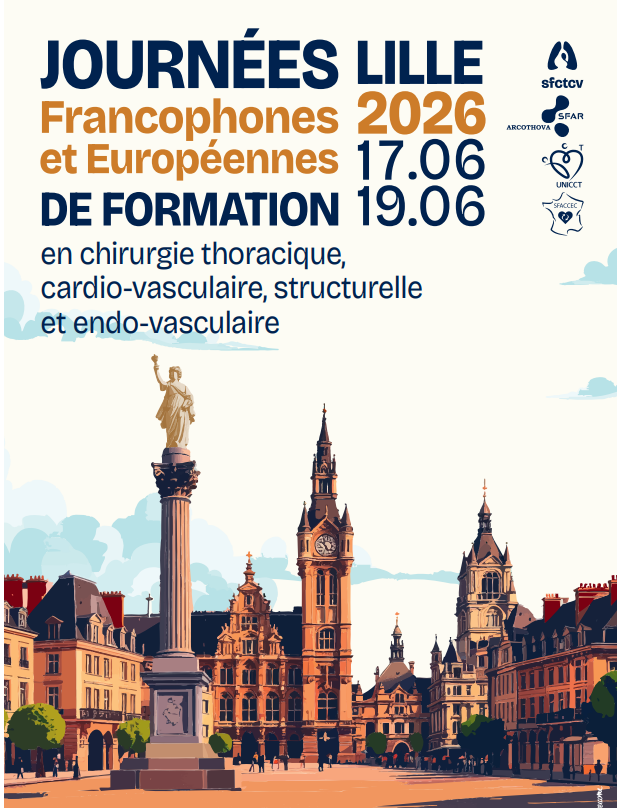 JOURNÉES
Francophones
et Européennes
DE FORMATION
LILLE
2026
17.06
19.06
en chirurgie thoracique,
cardio-vasculaire, structurelle
et endo-vasculaire
sfctcv
SFAR
ARCOTHOVA
T
UNICCT
SFACCEC